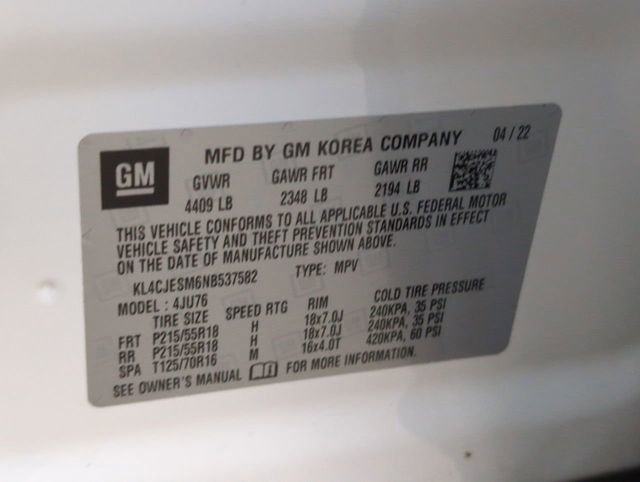 GM
MFD BY GM KOREA COMPANY 04 / 22
GVWR GAWR FRT GAWR RR
4409 LB 2348 LB 2194 LB
THIS VEHICLE CONFORMS TO ALL APPLICABLE U.S. FEDERAL MOTOR
VEHICLE SAFETY AND THEFT PREVENTION STANDARDS IN EFFECT
ON THE DATE OF MANUFACTURE SHOWN ABOVE.
KL4CJESM6NB537582 TYPE: MPV
MODEL : 4JU76
TIRE SIZE SPEED RTG RIM COLD TIRE PRESSURE
FRT P215/55R18 H 18x7.0J 240KPA, 35 PSI
RR P215/55R18 H 18x7.0J 240KPA, 35 PSI
SPA T125/70R16 M 16x4.0T 420KPA, 60 PSI
SEE OWNER'S MANUAL FOR MORE INFORMATION.